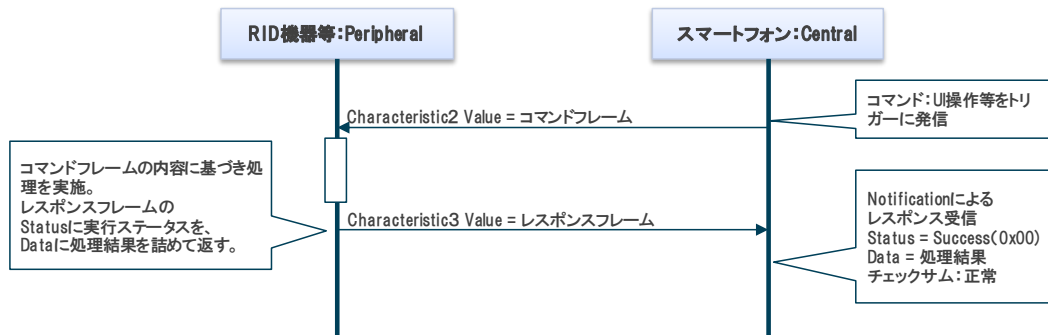 RID機器等：Peripheral
スマートフォン：Central
コマンド：UI操作等をトリ
ガーに発信
Characteristic2 Value = コマンドフレーム
コマンドフレームの内容に基づき処
理を実施。
レスポンスフレームの
Statusに実行ステータスを、
Dataに処理結果を詰めて返す。
Characteristic3 Value = レスポンスフレーム
Notificationによる
レスポンス受信
Status = Success(0x00)
Data = 処理結果
チェックサム：正常